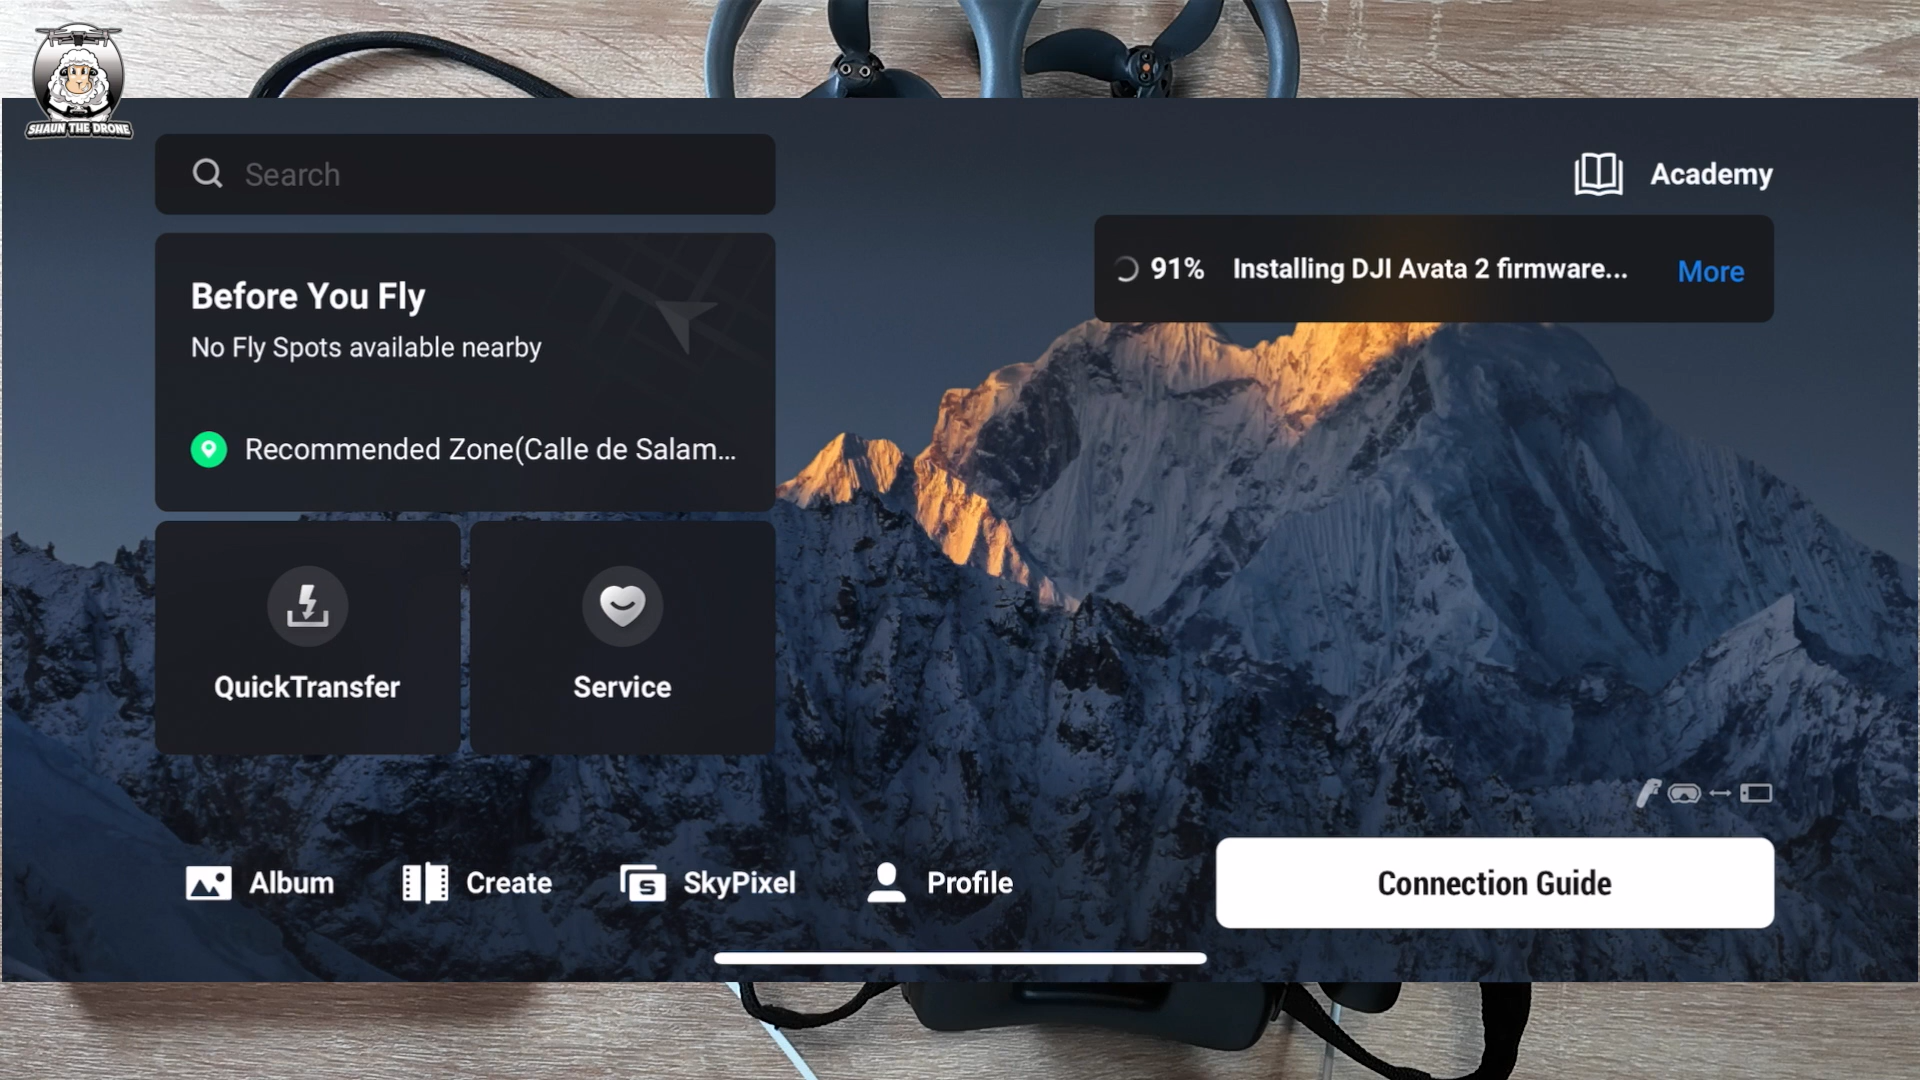 SHAUN THE DRONE
Search
Academy
91% Installing DJI Avata 2 firmware... More
Before You Fly
No Fly Spots available nearby
Recommended Zone(Calle de Salam...
QuickTransfer
Service
Album
Create
S
SkyPixel
Profile
Connection Guide